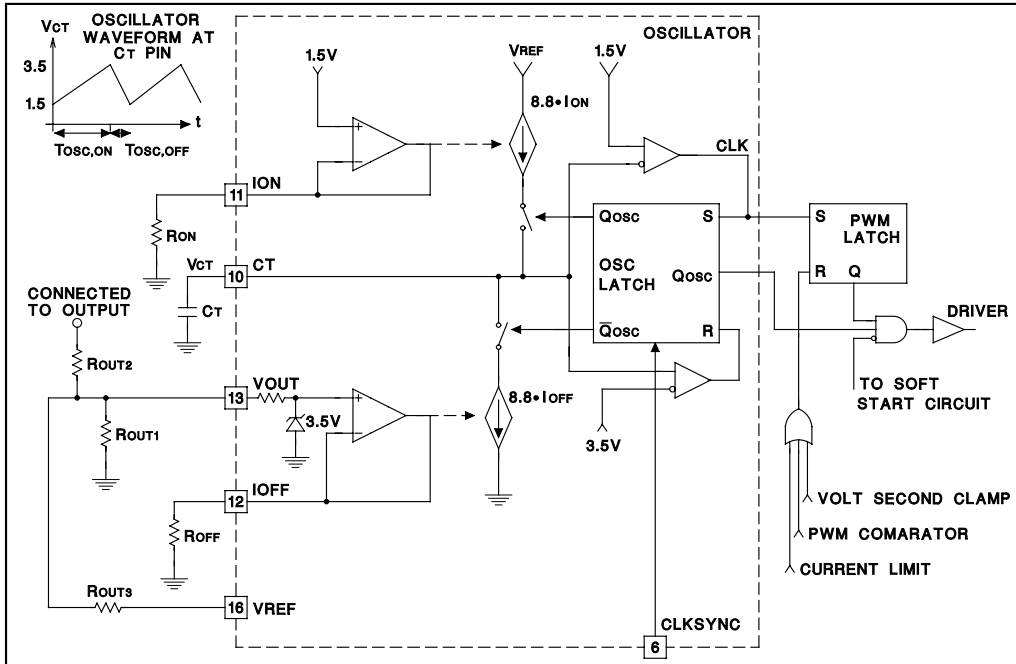 VCT
OSCILLATOR
WAVEFORM AT
CT PIN
3.5
1.5
t
TOSC,ON
TOSC,OFF
OSCILLATOR
1.5V
VREF
1.5V
8.8•ION
CLK
11
ION
RON
QOSC
S
OSC
LATCH
QOSC
Q̅OSC
R
S
PWM
LATCH
R
Q
VCT
10
CT
CT
CONNECTED
TO OUTPUT
DRIVER
ROUT2
13
VOUT
3.5V
8.8•IOFF
3.5V
TO SOFT
START CIRCUIT
ROUT1
12
IOFF
ROFF
VOLT SECOND CLAMP
PWM COMARATOR
CURRENT LIMIT
ROUT3
16
VREF
CLKSYNC
6